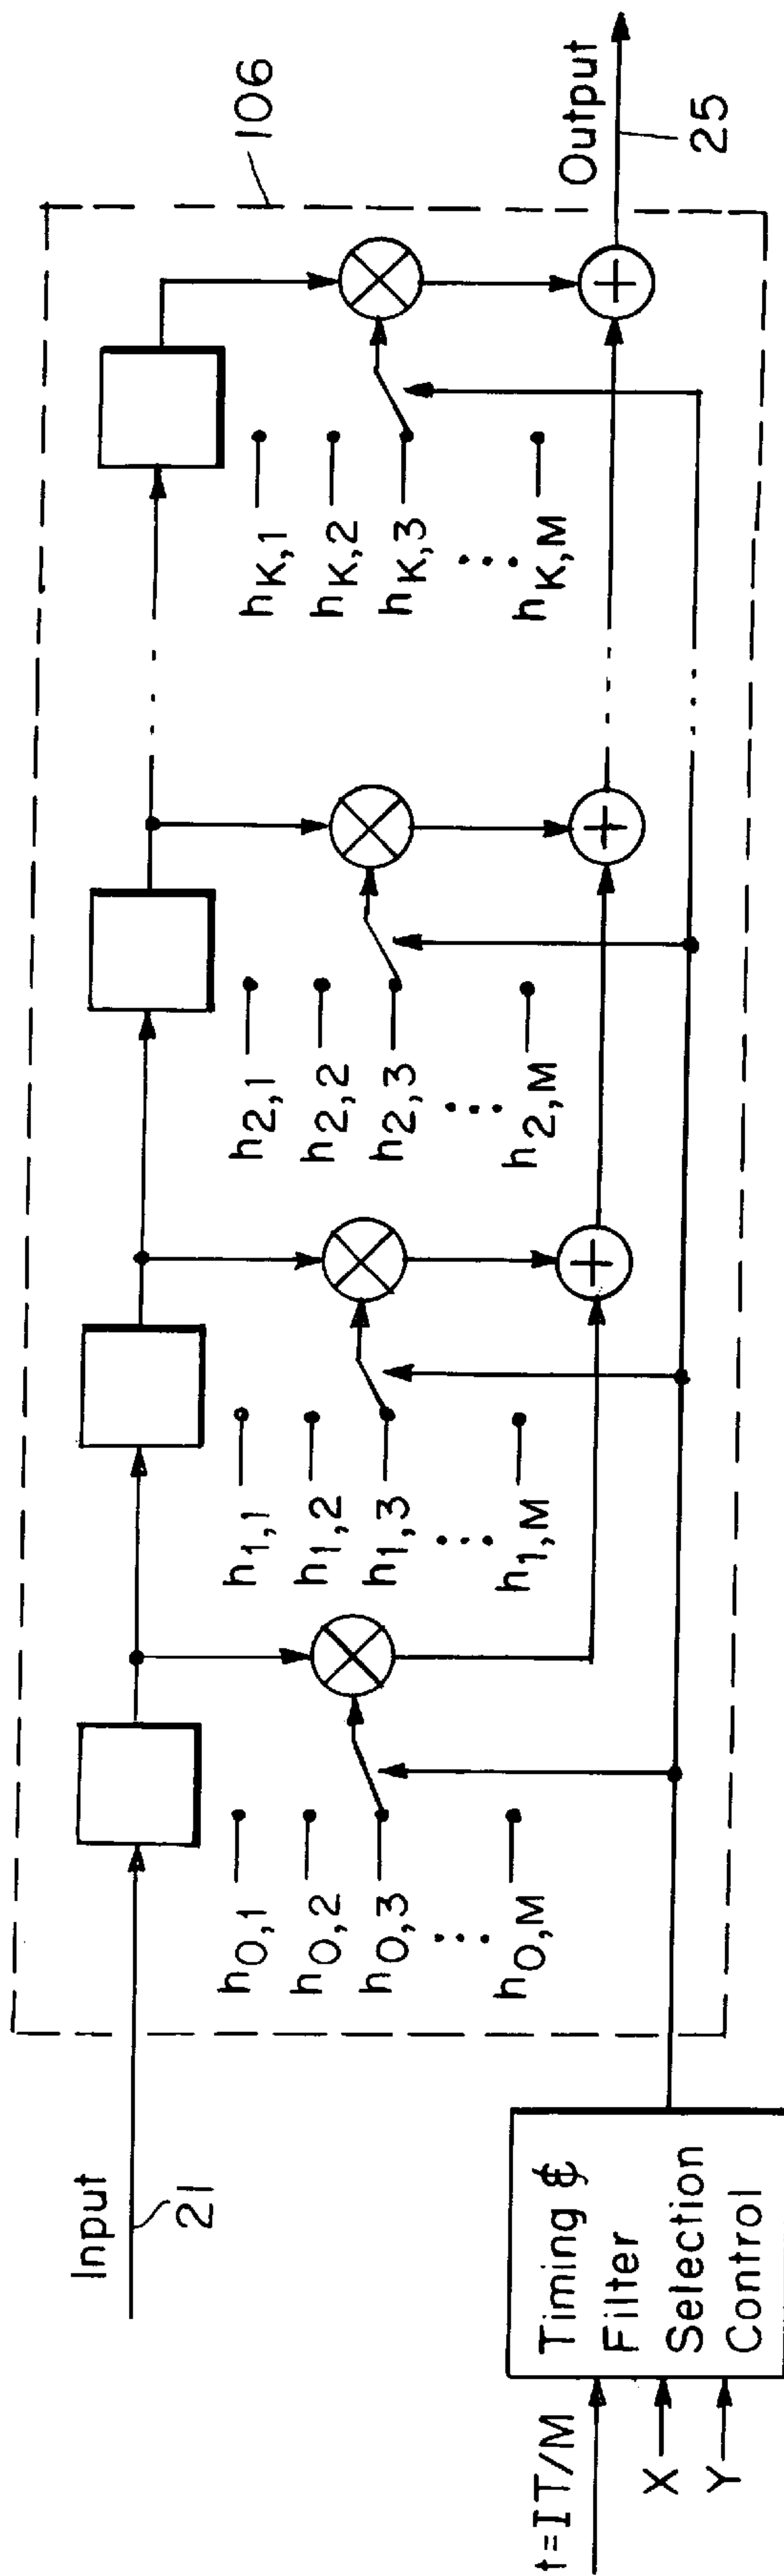 Input
21
106
Output
25
h0,1
h0,2
h0,3
h0,M
h1,1
h1,2
h1,3
h1,M
h2,1
h2,2
h2,3
h2,M
hK,1
hK,2
hK,3
hK,M
t=IT/M
X
Y
Timing &
Filter
Selection
Control